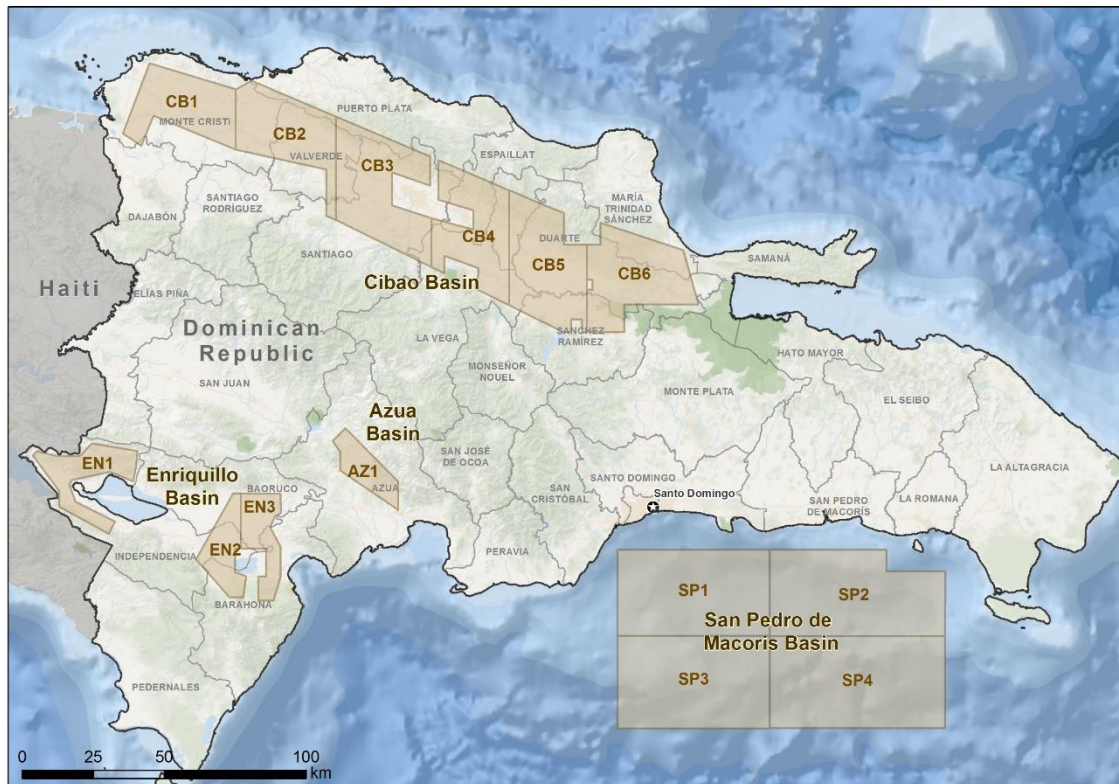 CB1
MONTE CRISTI
PUERTO PLATA
CB2
VALVERDE
CB3
ESPAILLAT
SANTIAGO
RODRÍGUEZ
MARÍA
TRINIDAD
SÁNCHEZ
DAJABÓN
CB4
DUARTE
SANTIAGO
CB5
CB6
SAMANÁ
Cibao Basin
Haiti
ELÍAS PIÑA
Dominican
Republic
LA VEGA
SANCHEZ
RAMÍREZ
HATO MAYOR
MONSEÑOR
NOUEL
SAN JUAN
MONTE PLATA
EL SEIBO
Azua
Basin
SAN JOSÉ
DE OCOA
EN1
Enriquillo
Basin
AZ1
AZUA
LA ALTAGRACIA
BAORUCO
SANTO DOMINGO
Santo Domingo
SAN
CRISTÓBAL
SAN PEDRO
DE MACORÍS
LA ROMANA
EN3
EN2
INDEPENDENCIA
PERAVIA
BARAHONA
SP1
SP2
San Pedro de
Macoris Basin
SP3
SP4
PEDERNALES
0 25 50 100
km